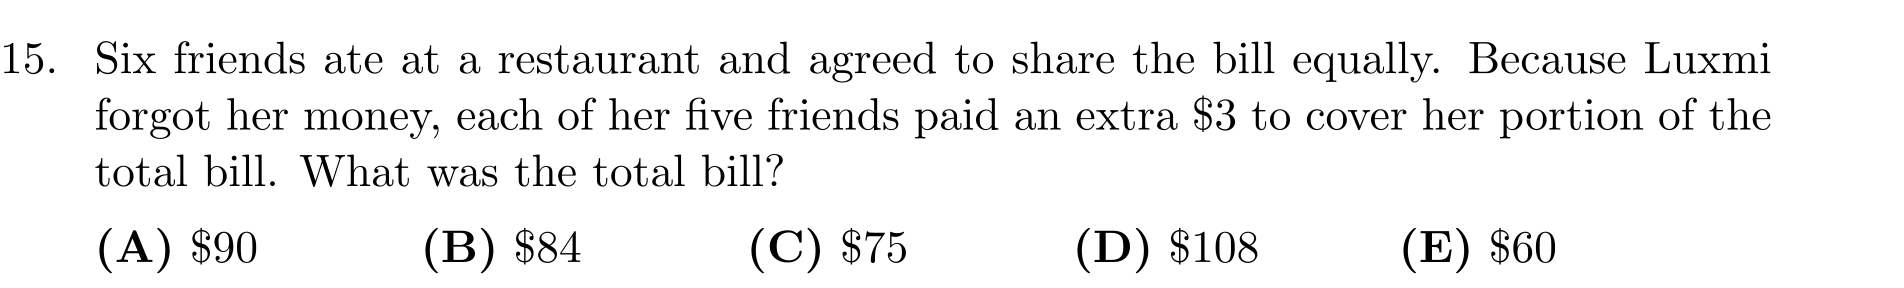 15. Six friends ate at a restaurant and agreed to share the bill equally. Because Luxmi
forgot her money, each of her five friends paid an extra $3 to cover her portion of the
total bill. What was the total bill?
(A) $90 (B) $84 (C) $75 (D) $108 (E) $60